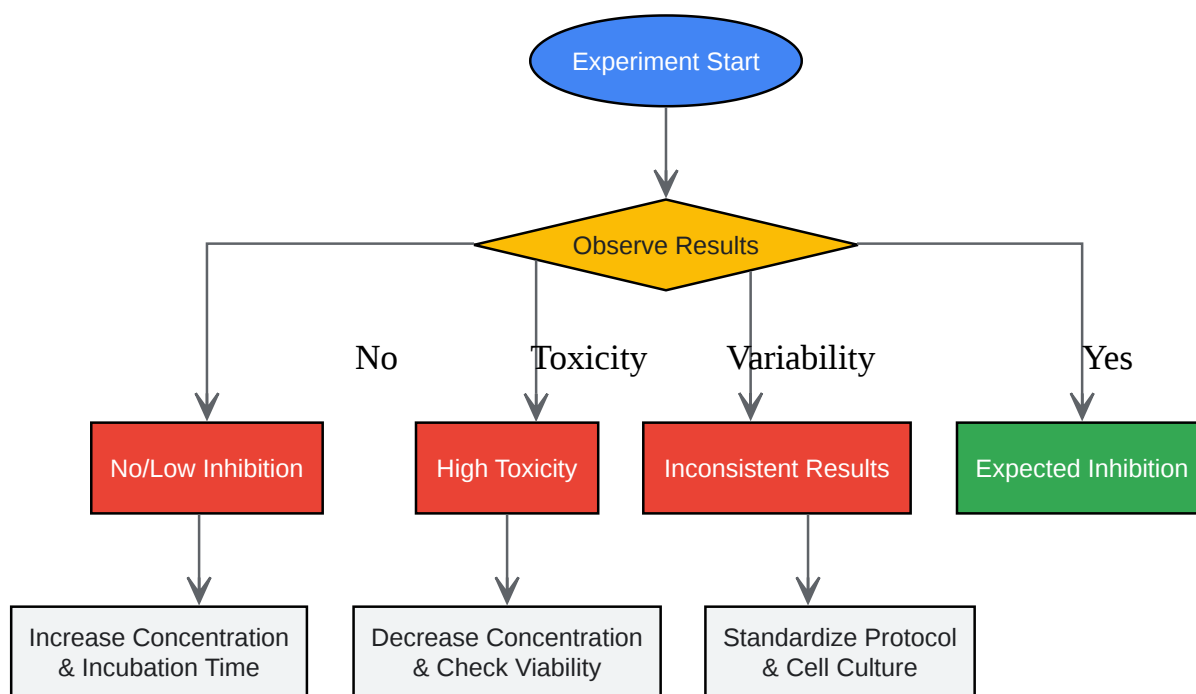 Experiment Start
Observe Results
No
Toxicity
Variability
Yes
No/Low Inhibition
High Toxicity
Inconsistent Results
Expected Inhibition
Increase Concentration
& Incubation Time
Decrease Concentration
& Check Viability
Standardize Protocol
& Cell Culture